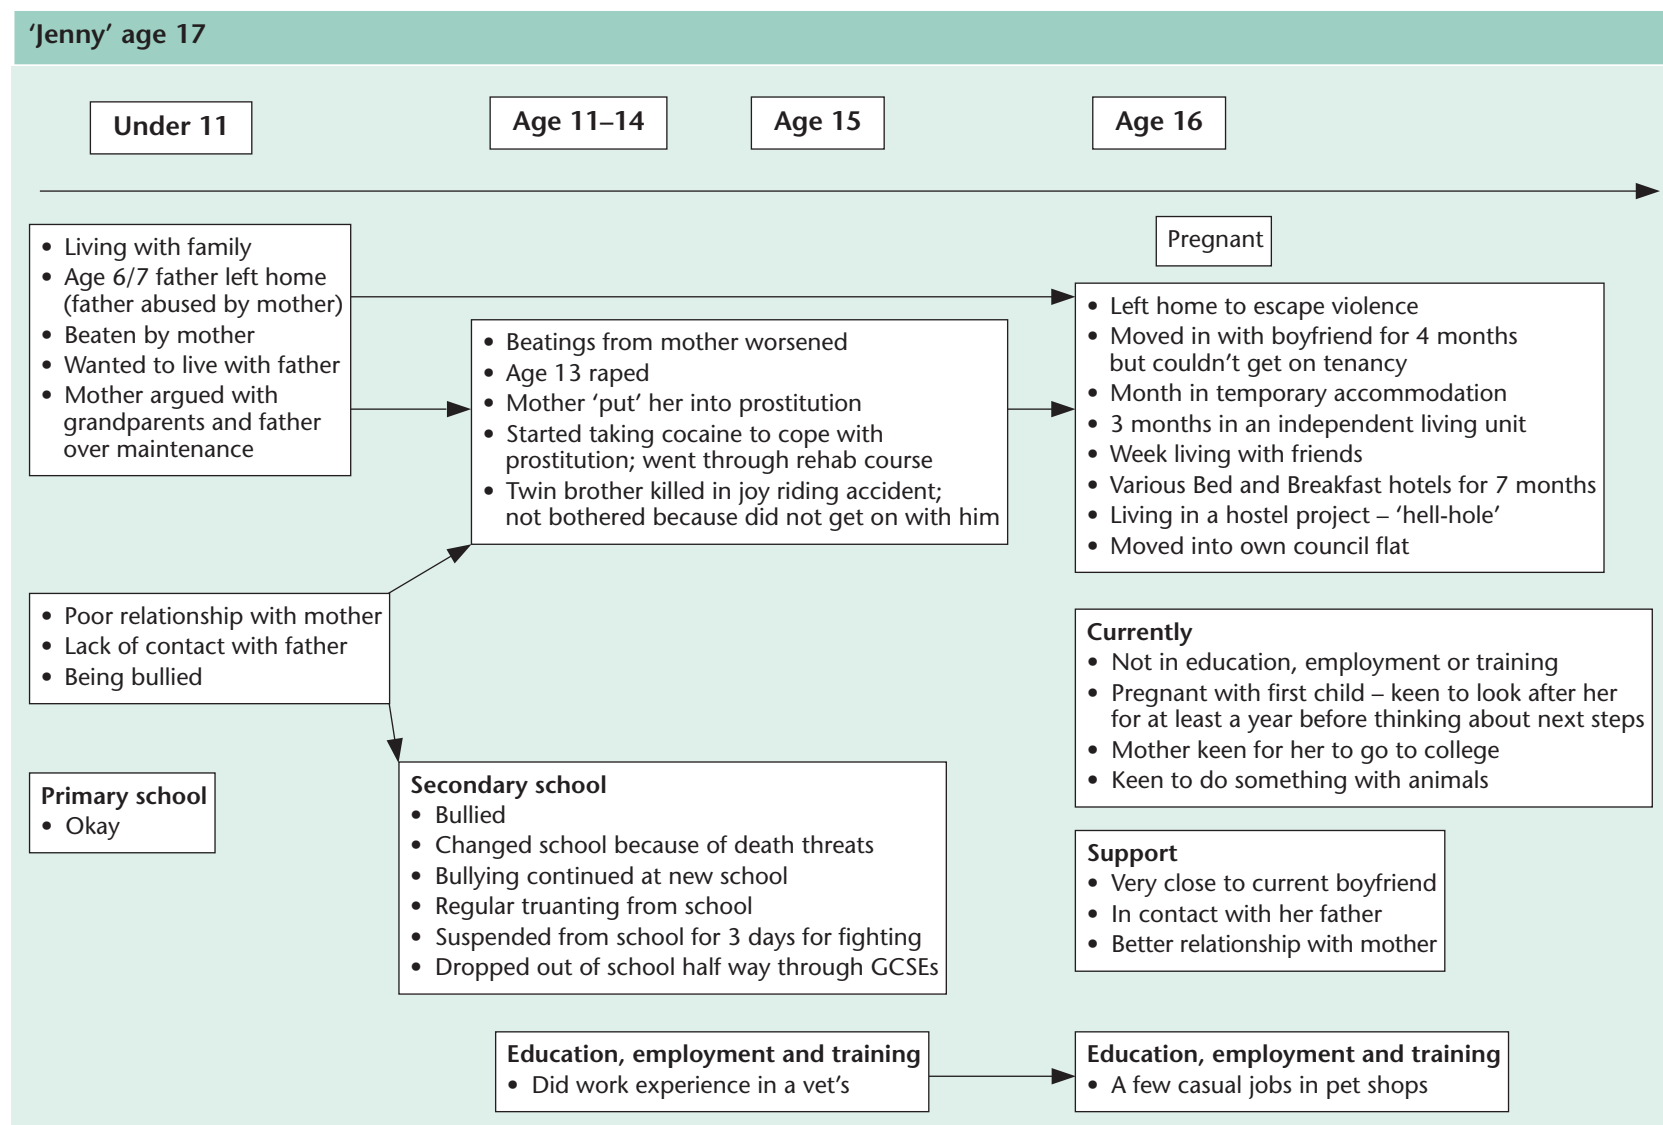 ‘Jenny’ age 17
Under 11
Age 11–14
Age 15
Age 16
• Living with family
• Age 6/7 father left home
(father abused by mother)
• Beaten by mother
• Wanted to live with father
• Mother argued with
grandparents and father
over maintenance
• Beatings from mother worsened
• Age 13 raped
• Mother ‘put’ her into prostitution
• Started taking cocaine to cope with
prostitution; went through rehab course
• Twin brother killed in joy riding accident;
not bothered because did not get on with him
Pregnant
• Left home to escape violence
• Moved in with boyfriend for 4 months
but couldn’t get on tenancy
• Month in temporary accommodation
• 3 months in an independent living unit
• Week living with friends
• Various Bed and Breakfast hotels for 7 months
• Living in a hostel project – ‘hell-hole’
• Moved into own council flat
• Poor relationship with mother
• Lack of contact with father
• Being bullied
Primary school
• Okay
Secondary school
• Bullied
• Changed school because of death threats
• Bullying continued at new school
• Regular truanting from school
• Suspended from school for 3 days for fighting
• Dropped out of school half way through GCSEs
Currently
• Not in education, employment or training
• Pregnant with first child – keen to look after her
for at least a year before thinking about next steps
• Mother keen for her to go to college
• Keen to do something with animals
Support
• Very close to current boyfriend
• In contact with her father
• Better relationship with mother
Education, employment and training
• Did work experience in a vet’s
Education, employment and training
• A few casual jobs in pet shops